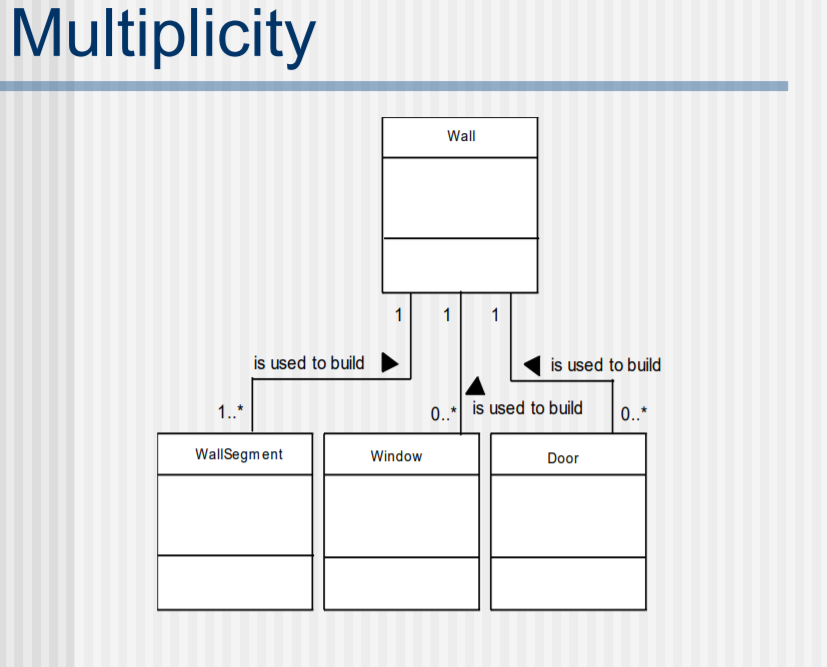 Multiplicity
Wall
1 1 1
is used to build
is used to build
1..*
0..*
is used to build
0..*
WallSegment
Window
Door